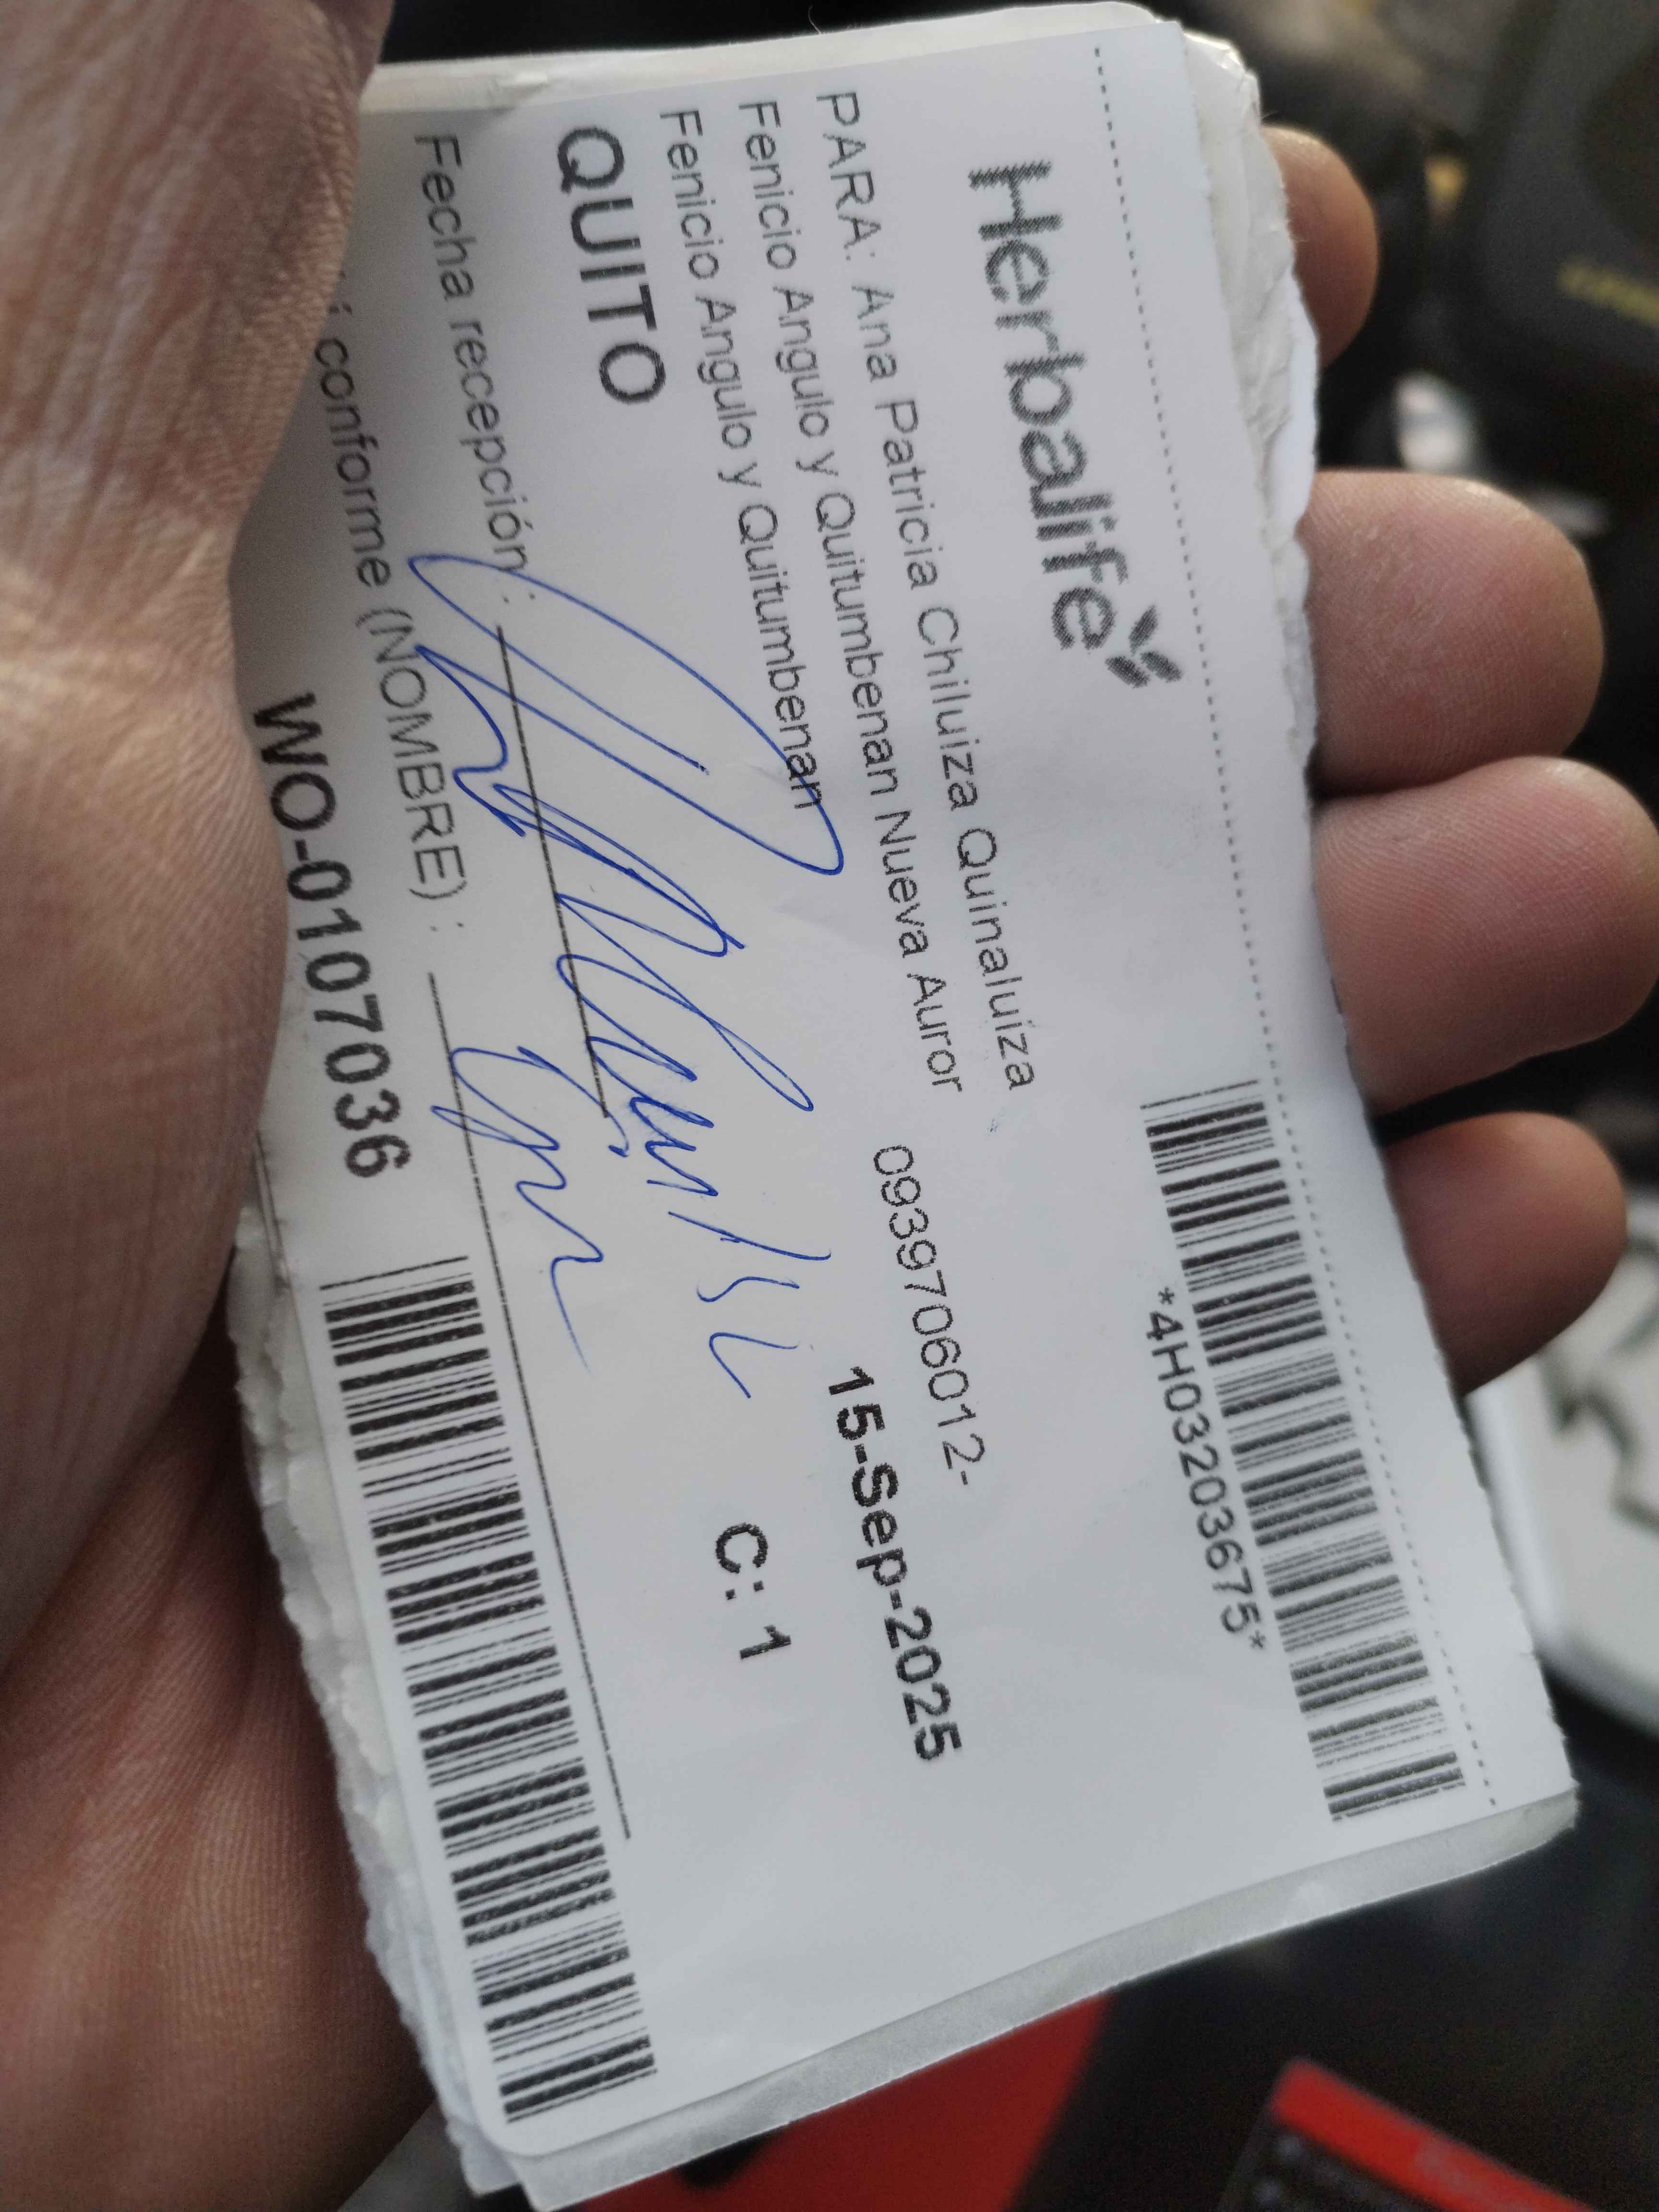 Herbalife
*4H03203675*
PARA: Ana Patricia Chiluiza Quinaluiza
Fenicio Angulo y Quitumbenan Nueva Auror
0939706012-
Fenicio Angulo y Quitumbenan
15-Sep-2025
QUITO
C: 1
Fecha recepción :
í conforme (NOMBRE) :
WO-0107036